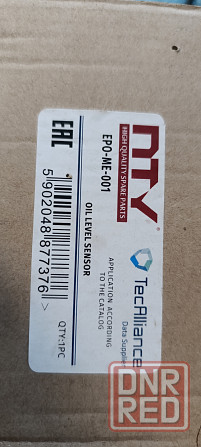 NTY
HIGH QUALITY SPARE PARTS
EPO-ME-001
OIL LEVEL SENSOR
EAC
5 902048 877376 >
TecAlliance
Data Supplier
APPLICATION ACCORDING
TO THE CATALOG
QTY:1PC
DNR
RED